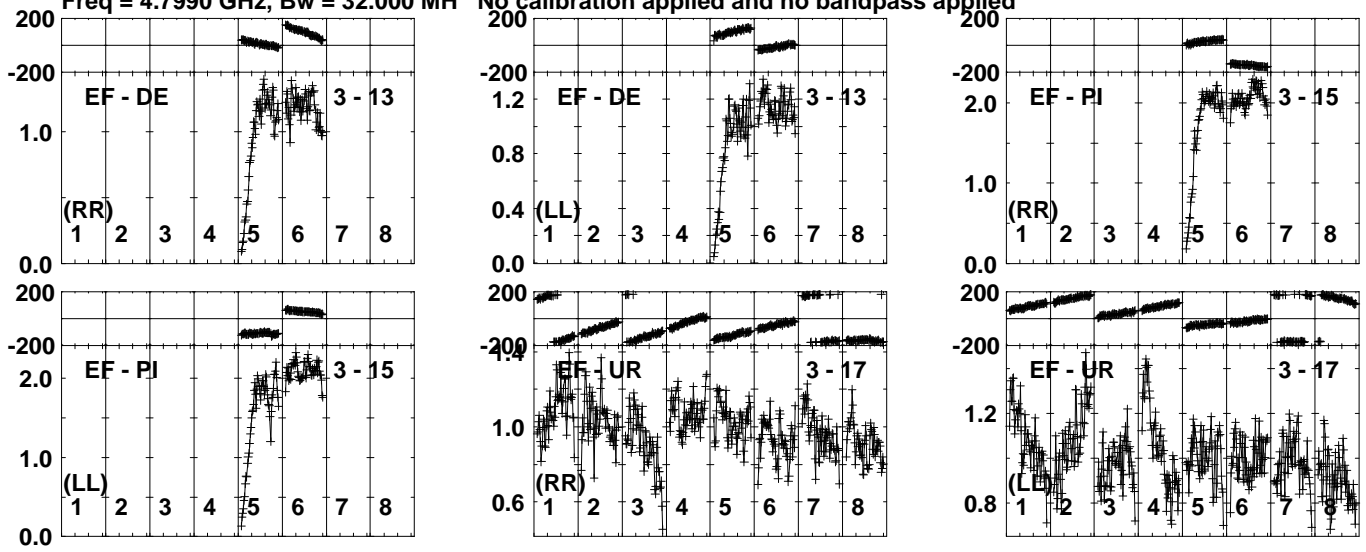 Freq = 4.7990 GHz, Bw = 32.000 MH No calibration applied and no bandpass applied
200
-200
EF - DE 3 - 13
1.0
(RR)
1 2 3 4 5 6 7 8
0.0
200
-200
EF - DE 3 - 13
1.2
0.8
0.4
(LL)
1 2 3 4 5 6 7 8
0.0
200
-200
EF - PI 3 - 15
2.0
1.0
(RR)
1 2 3 4 5 6 7 8
0.0
200
-200
EF - PI 3 - 15
2.0
1.0
(LL)
1 2 3 4 5 6 7 8
0.0
200
-200
1.4
EF - UR 3 - 17
1.0
(RR)
0.6
1 2 3 4 5 6 7 8
200
-200
EF - UR 3 - 17
1.2
(LL)
0.8
1 2 3 4 5 6 7 8